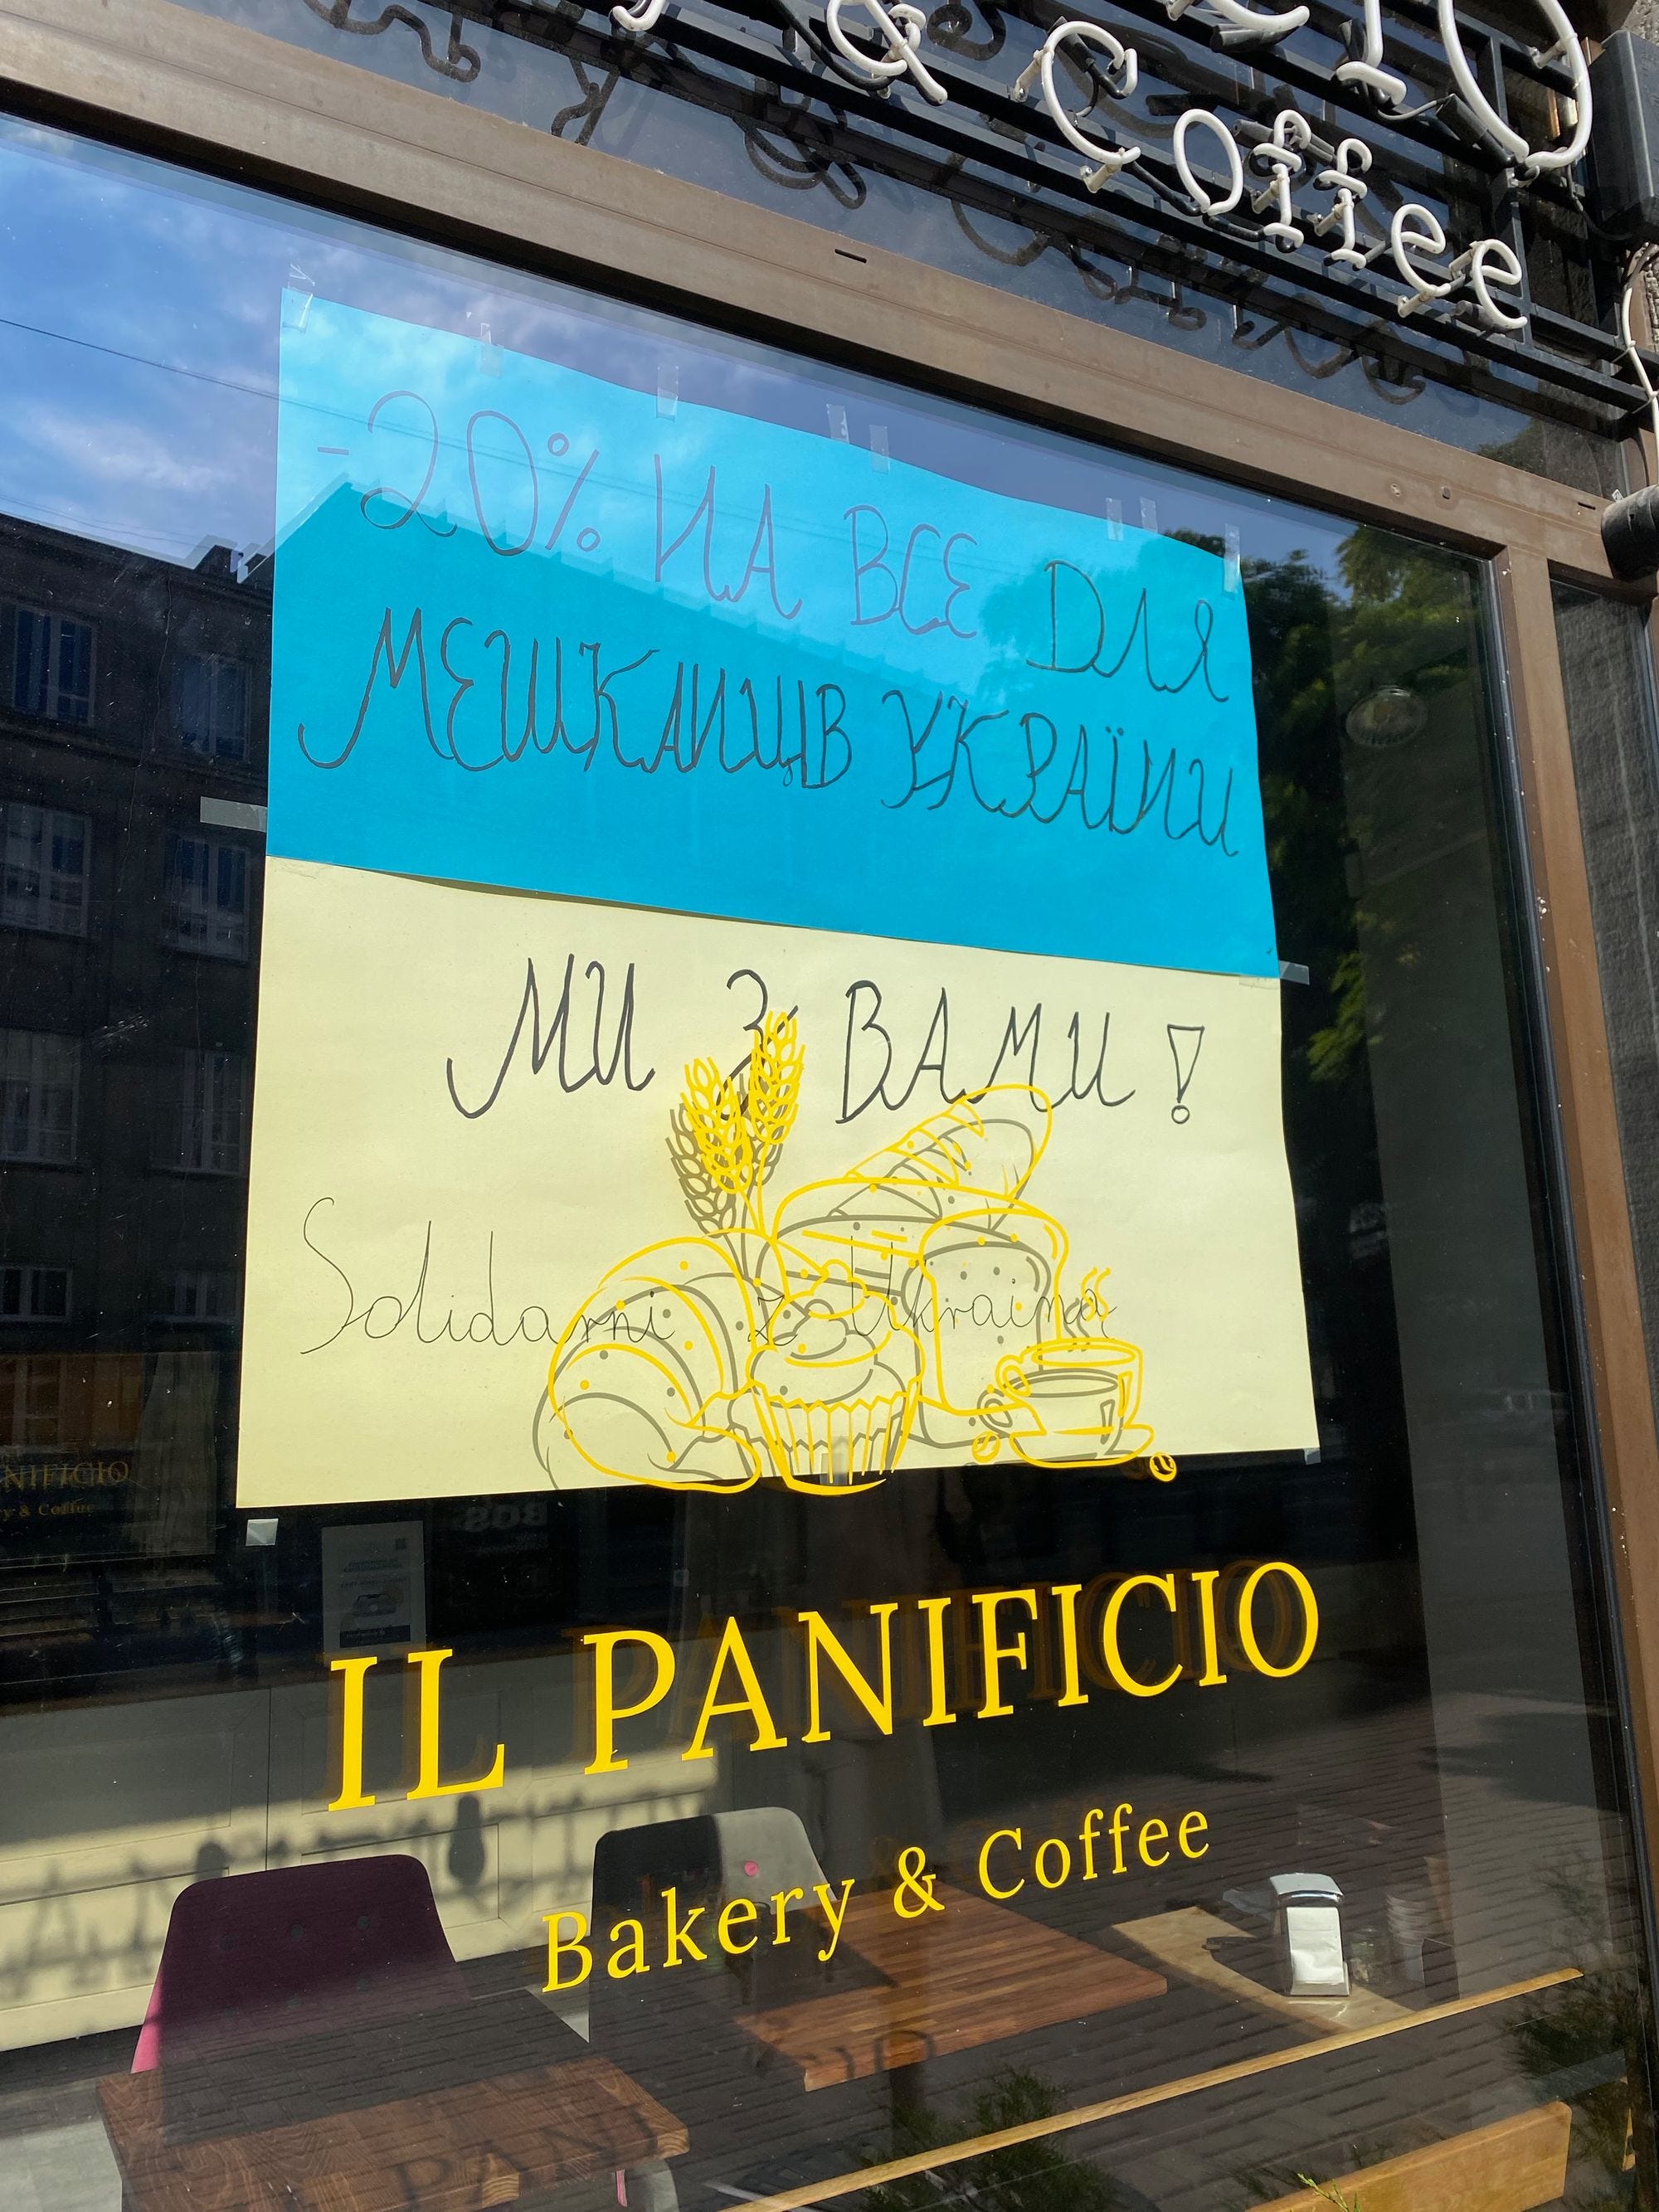 & Coffee
-20% НА ВСЕ ДЛЯ
МЕШКАНЦІВ УКРАЇНИ
МИ З ВАМИ!
Solidarni z Ukrainą
IL PANIFICIO
Bakery & Coffee